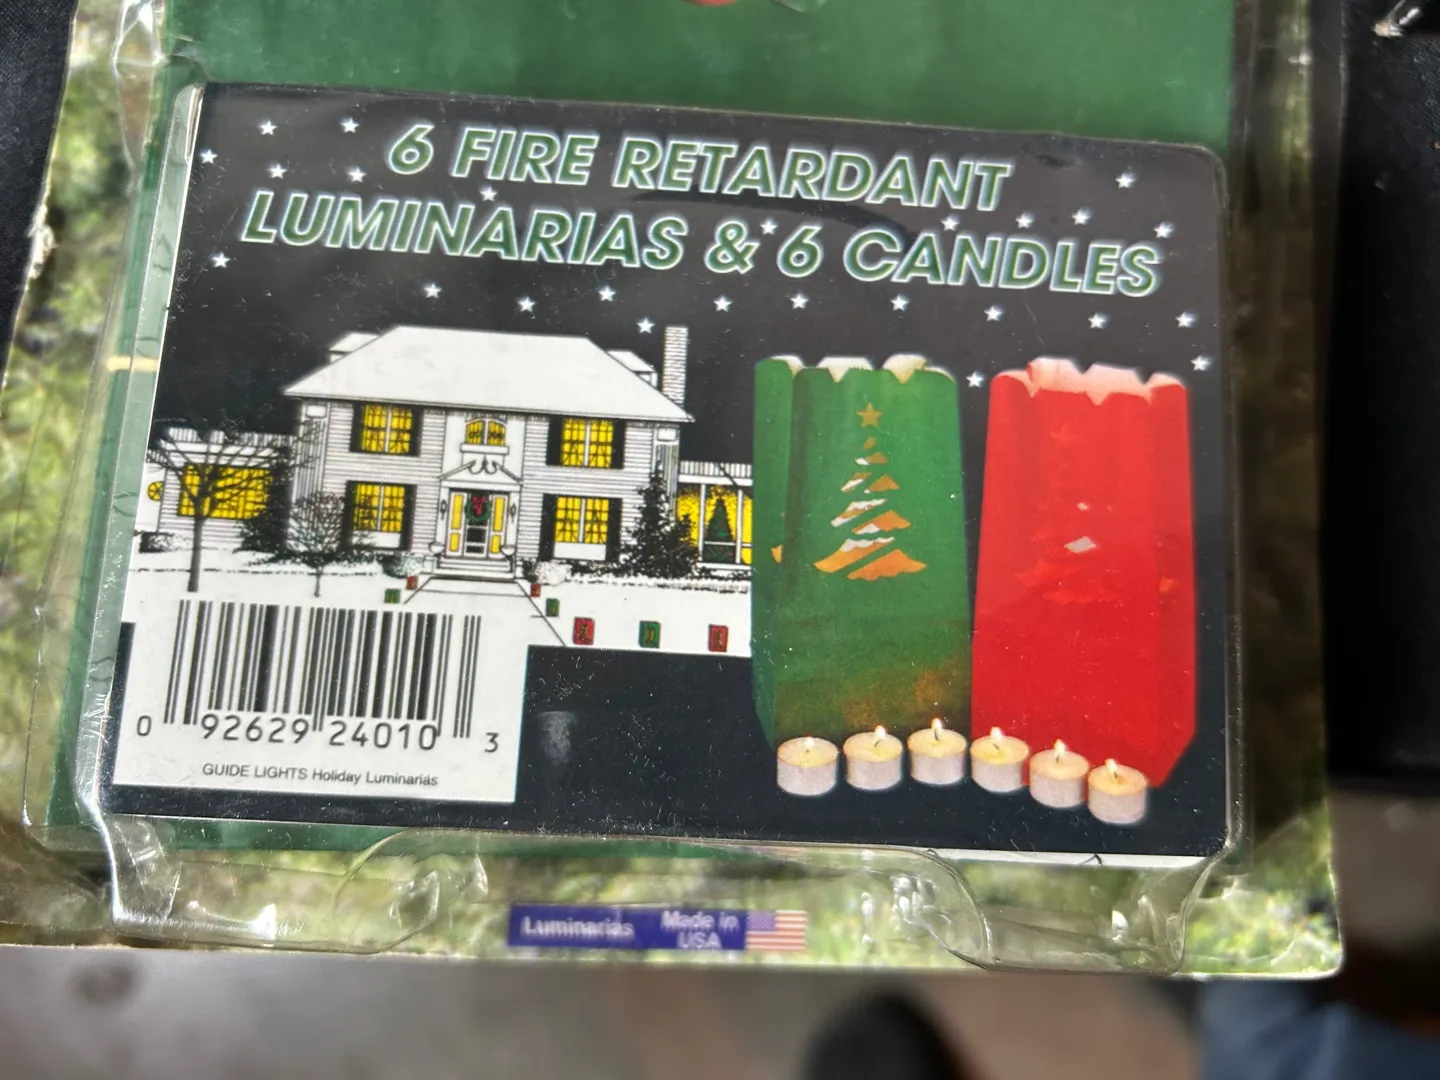 6 FIRE RETARDANT
LUMINARIAS & 6 CANDLES
0 92629 24010 3
GUIDE LIGHTS Holiday Luminarias
Luminarias Made in
USA